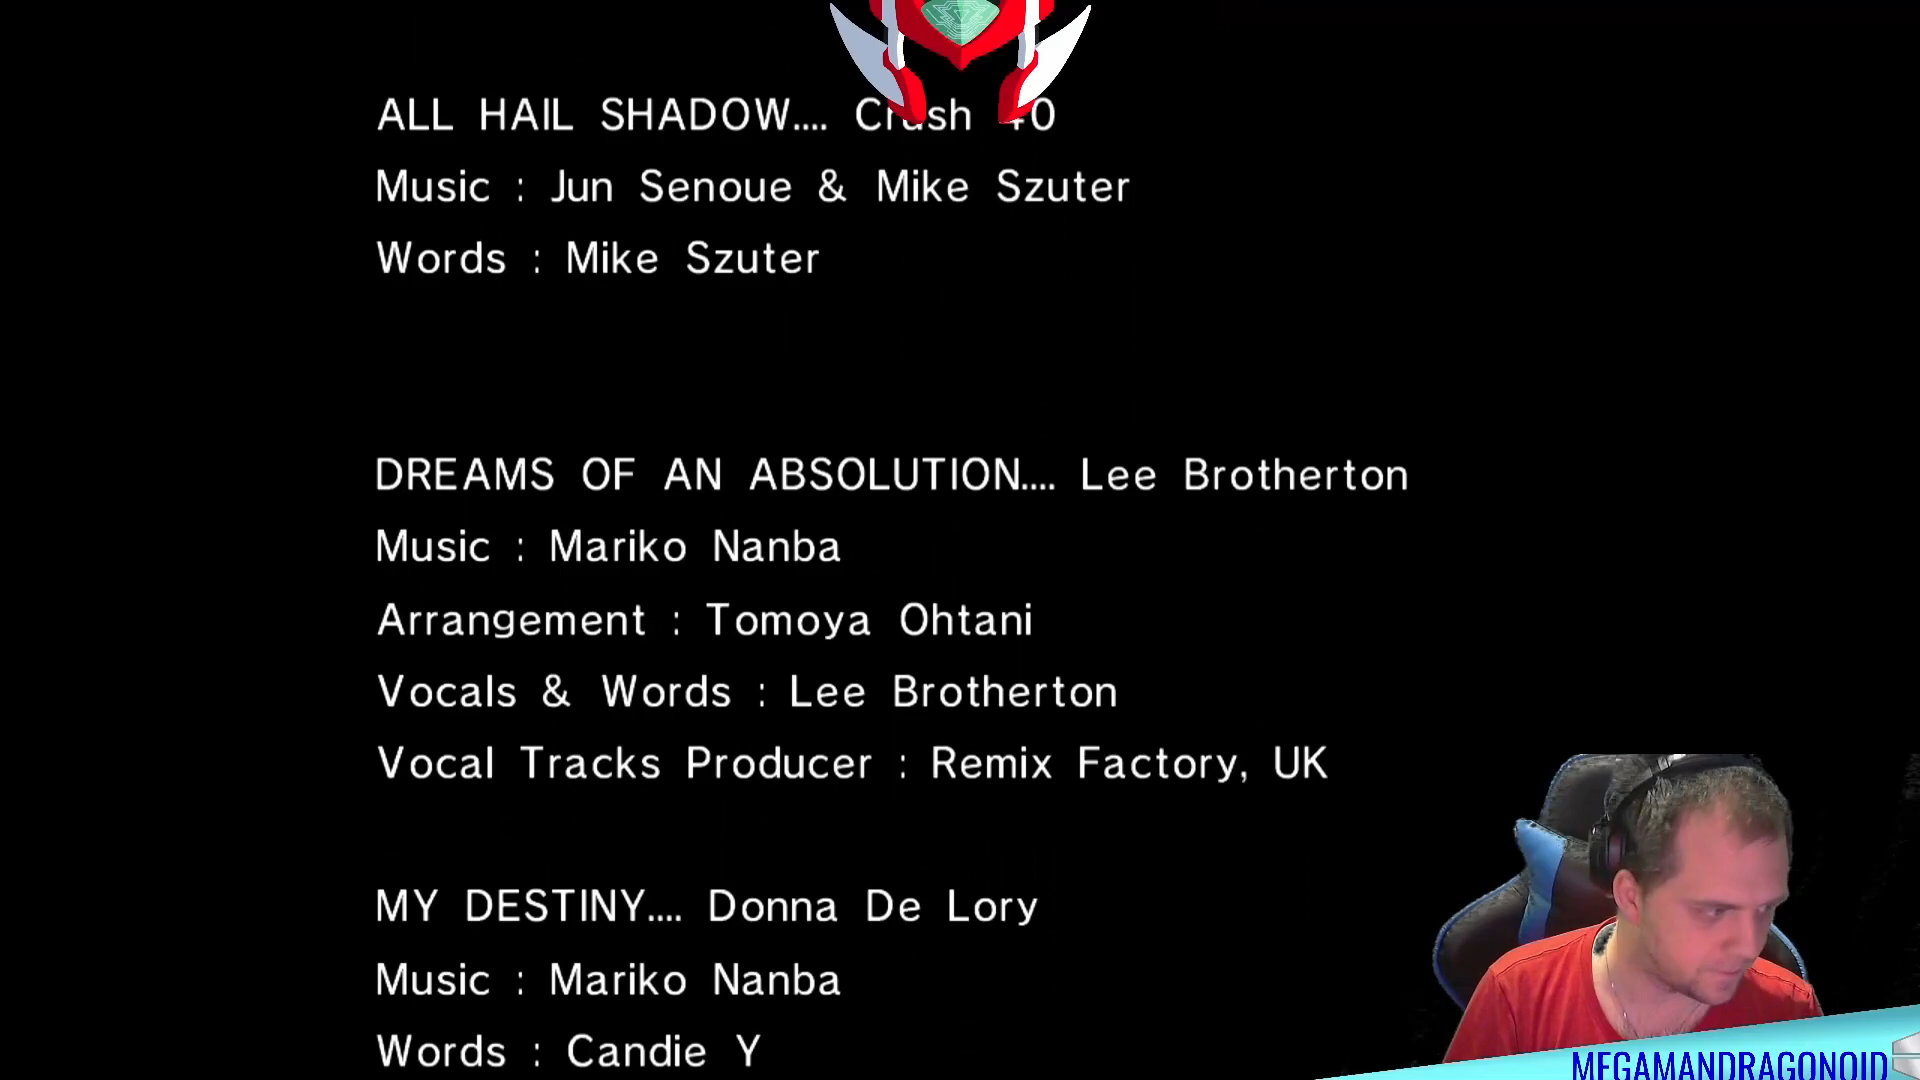 ALL HAIL SHADOW.... Crush 40
Music : Jun Senoue & Mike Szuter
Words : Mike Szuter
DREAMS OF AN ABSOLUTION.... Lee Brotherton
Music : Mariko Nanba
Arrangement : Tomoya Ohtani
Vocals & Words : Lee Brotherton
Vocal Tracks Producer : Remix Factory, UK
MY DESTINY.... Donna De Lory
Music : Mariko Nanba
Words : Candie Y
MEGAMANDRAGONOID